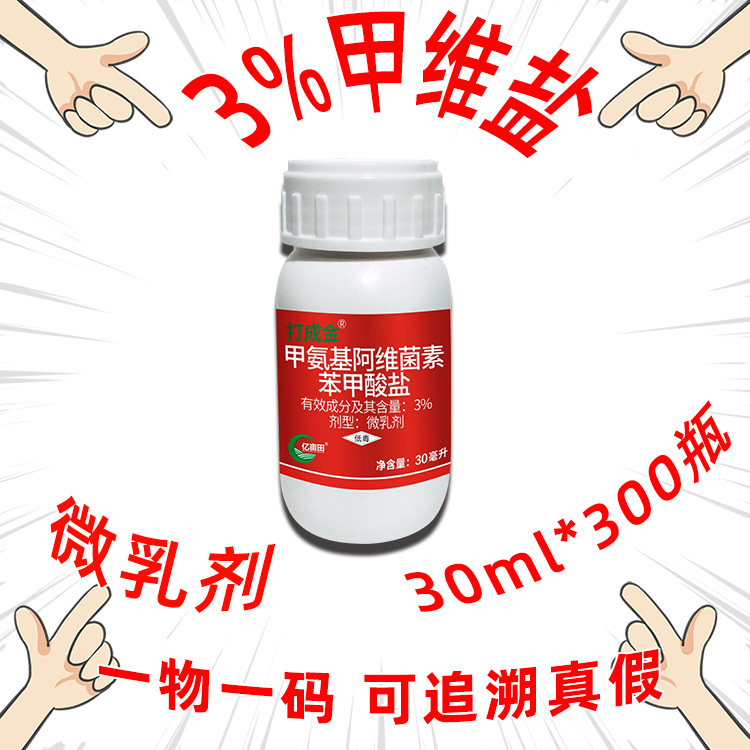 3%甲维盐
打成金®
甲氨基阿维菌素
苯甲酸盐
有效成分及其含量：3%
剂型：微乳剂
低毒
亿亩田®
净含量：30毫升
微乳剂
30ml*300瓶
一物一码 可追溯真假